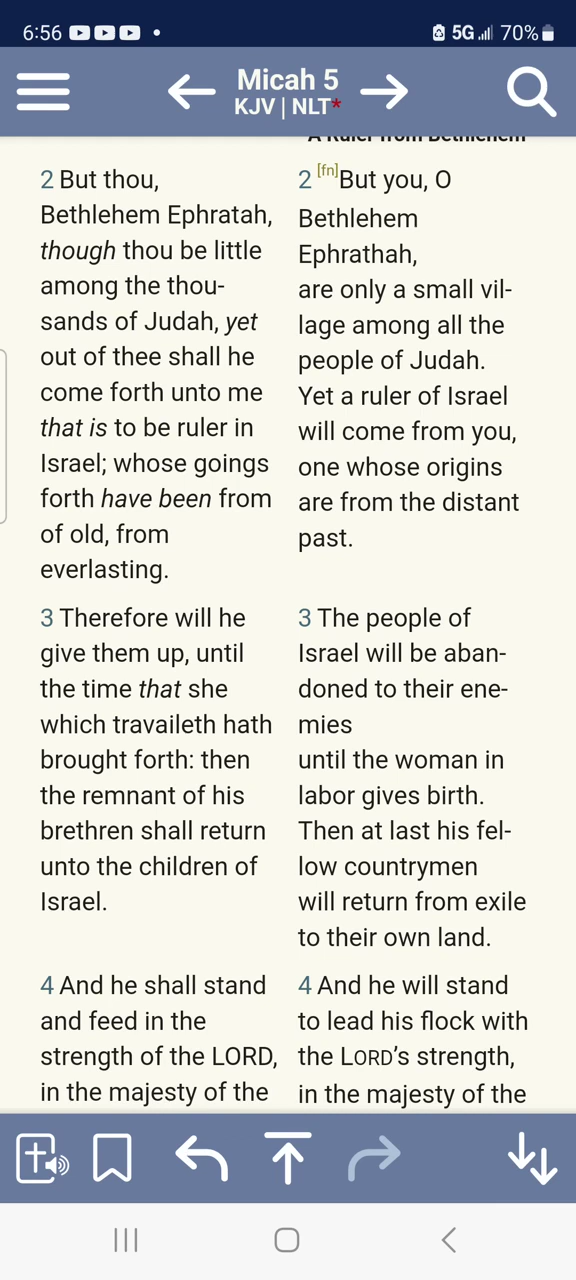 6:56
5G 70%
Micah 5
KJV | NLT*
A Ruler from Bethlehem
2 But thou,
Bethlehem Ephratah,
though thou be little
among the thou-
sands of Judah, yet
out of thee shall he
come forth unto me
that is to be ruler in
Israel; whose goings
forth have been from
of old, from
everlasting.
2 [fn]But you, O
Bethlehem
Ephrathah,
are only a small vil-
lage among all the
people of Judah.
Yet a ruler of Israel
will come from you,
one whose origins
are from the distant
past.
3 Therefore will he
give them up, until
the time that she
which travaileth hath
brought forth: then
the remnant of his
brethren shall return
unto the children of
Israel.
3 The people of
Israel will be aban-
doned to their ene-
mies
until the woman in
labor gives birth.
Then at last his fel-
low countrymen
will return from exile
to their own land.
4 And he shall stand
and feed in the
strength of the LORD,
in the majesty of the
4 And he will stand
to lead his flock with
the LORD’s strength,
in the majesty of the